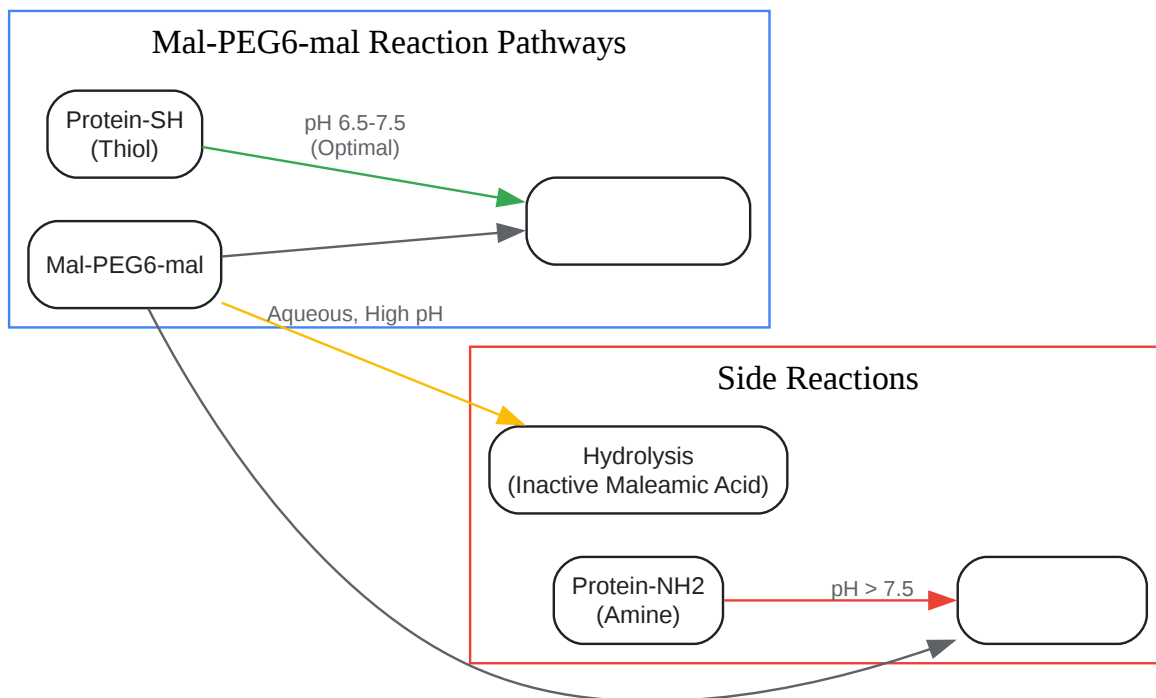 Mal-PEG6-mal Reaction Pathways
Protein-SH
(Thiol)
pH 6.5-7.5
(Optimal)
Mal-PEG6-mal
Aqueous, High pH
Side Reactions
Hydrolysis
(Inactive Maleamic Acid)
Protein-NH2
(Amine)
pH > 7.5